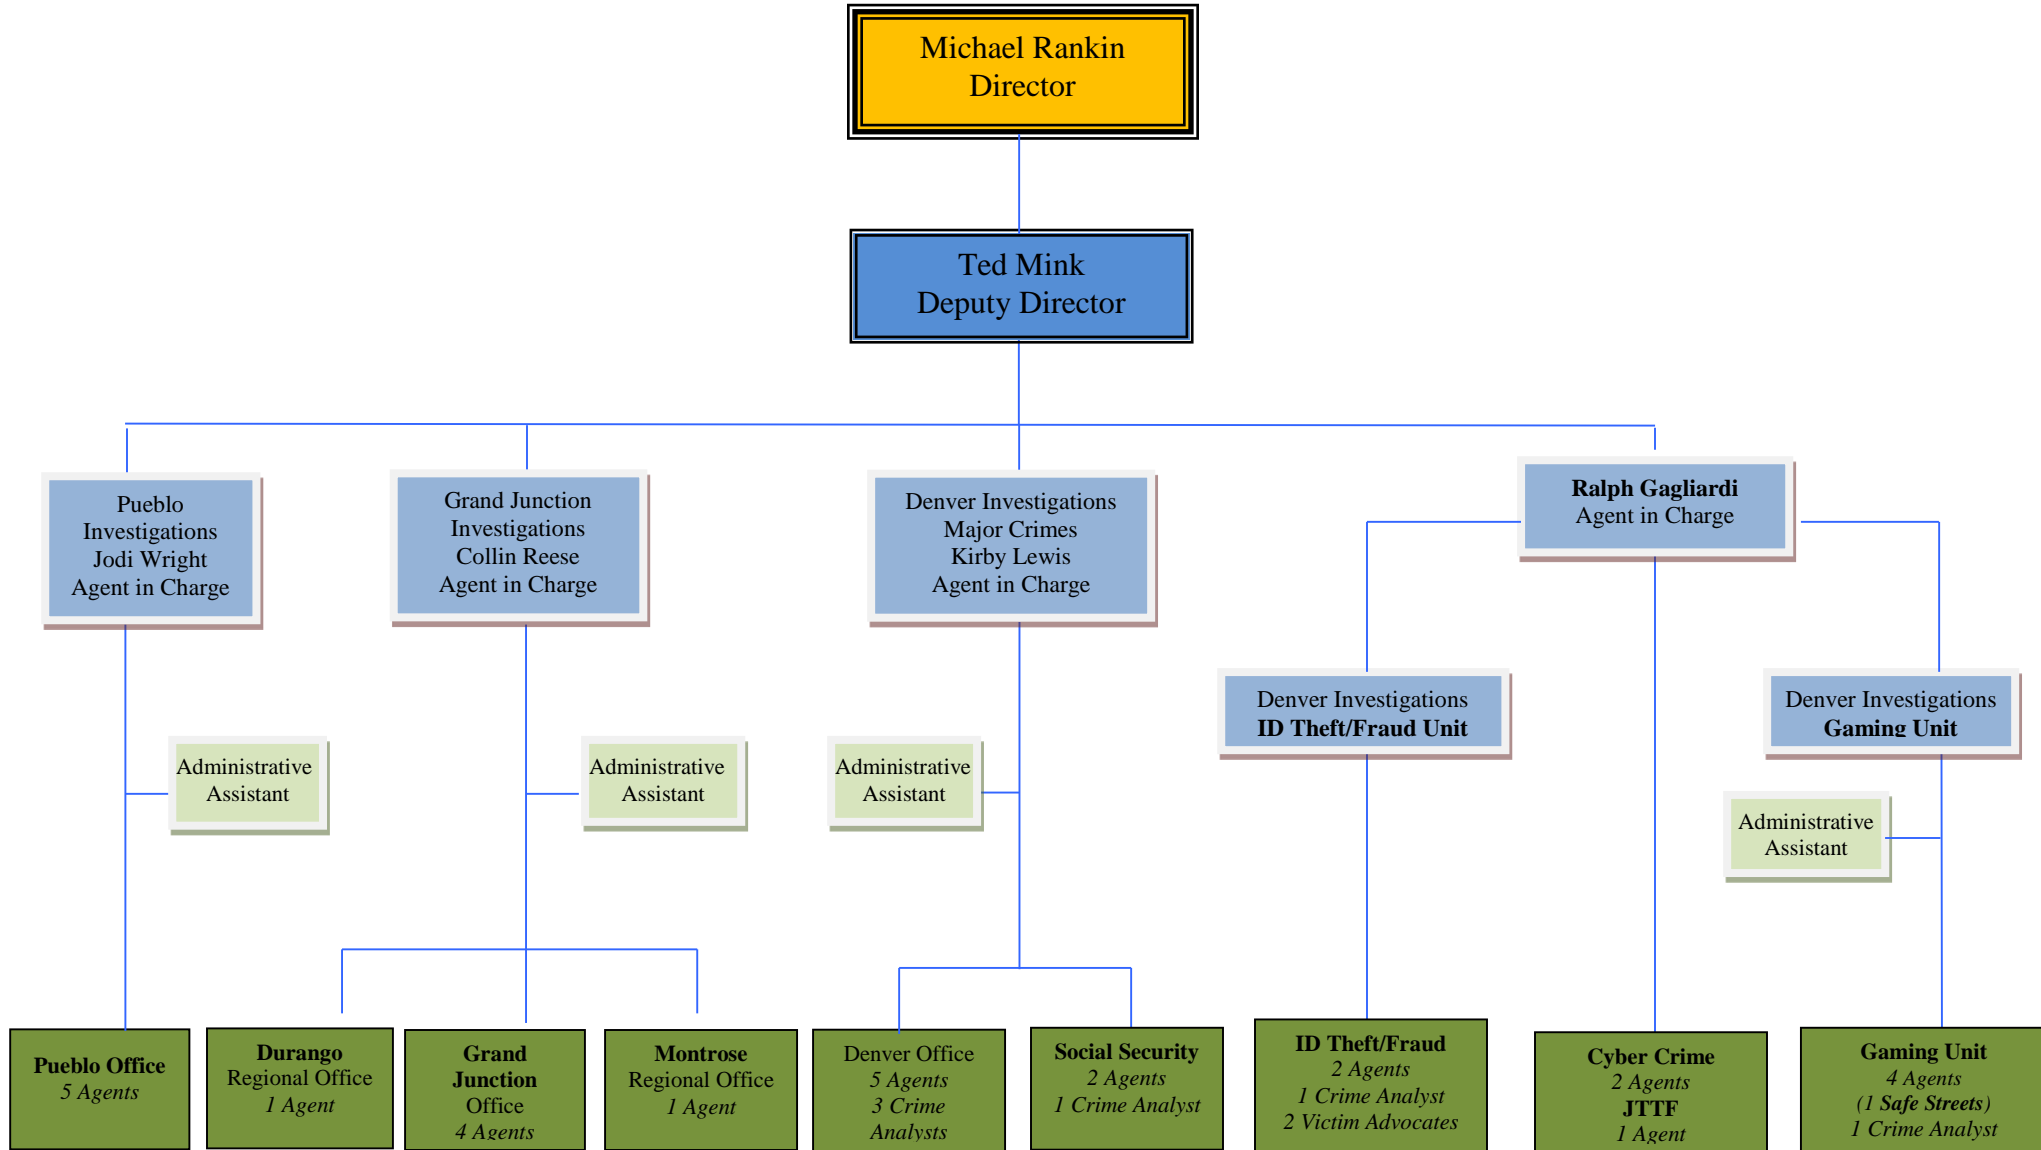 Michael Rankin
Director
Ted Mink
Deputy Director
Pueblo
Investigations
Jodi Wright
Agent in Charge
Grand Junction
Investigations
Collin Reese
Agent in Charge
Denver Investigations
Major Crimes
Kirby Lewis
Agent in Charge
Ralph Gagliardi
Agent in Charge
Denver Investigations
ID Theft/Fraud Unit
Denver Investigations
Gaming Unit
Administrative
Assistant
Administrative
Assistant
Administrative
Assistant
Administrative
Assistant
Pueblo Office
5 Agents
Durango
Regional Office
1 Agent
Grand
Junction
Office
4 Agents
Montrose
Regional Office
1 Agent
Denver Office
5 Agents
3 Crime
Analysts
Social Security
2 Agents
1 Crime Analyst
ID Theft/Fraud
2 Agents
1 Crime Analyst
2 Victim Advocates
Cyber Crime
2 Agents
JTTF
1 Agent
Gaming Unit
4 Agents
(1 Safe Streets)
1 Crime Analyst